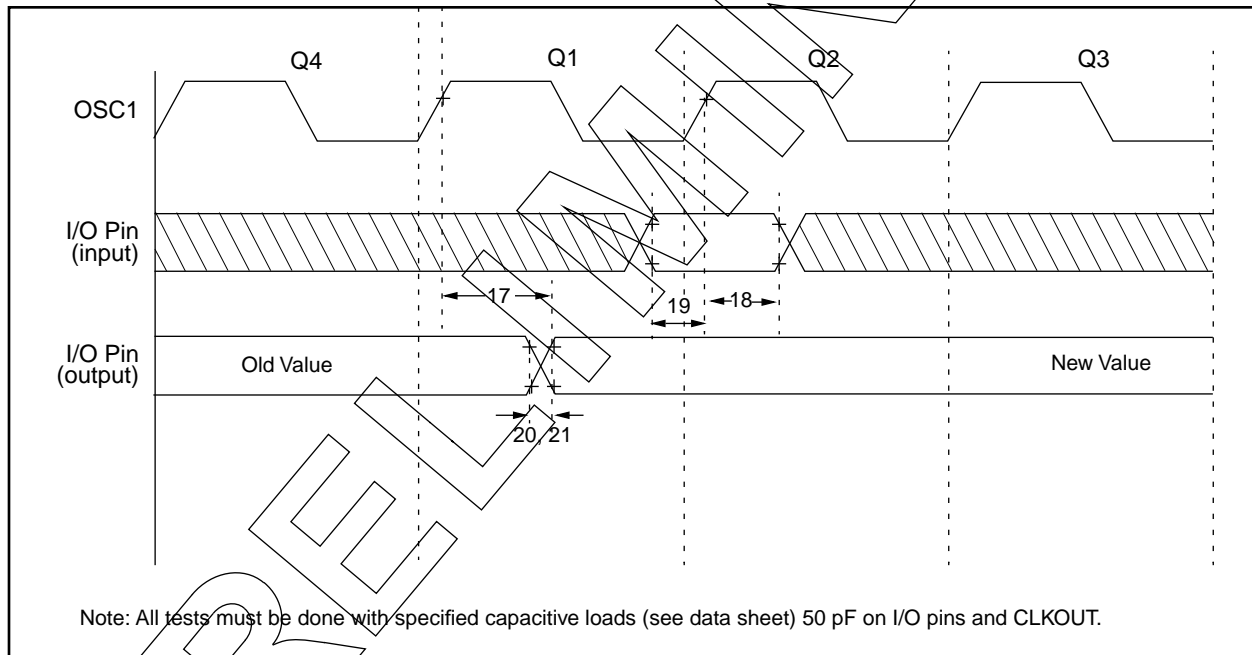 Q4 Q1 Q2 Q3
OSC1
I/O Pin
(input)
17 19 18
I/O Pin
(output)
Old Value New Value
20, 21
Note: All tests must be done with specified capacitive loads (see data sheet) 50 pF on I/O pins and CLKOUT.